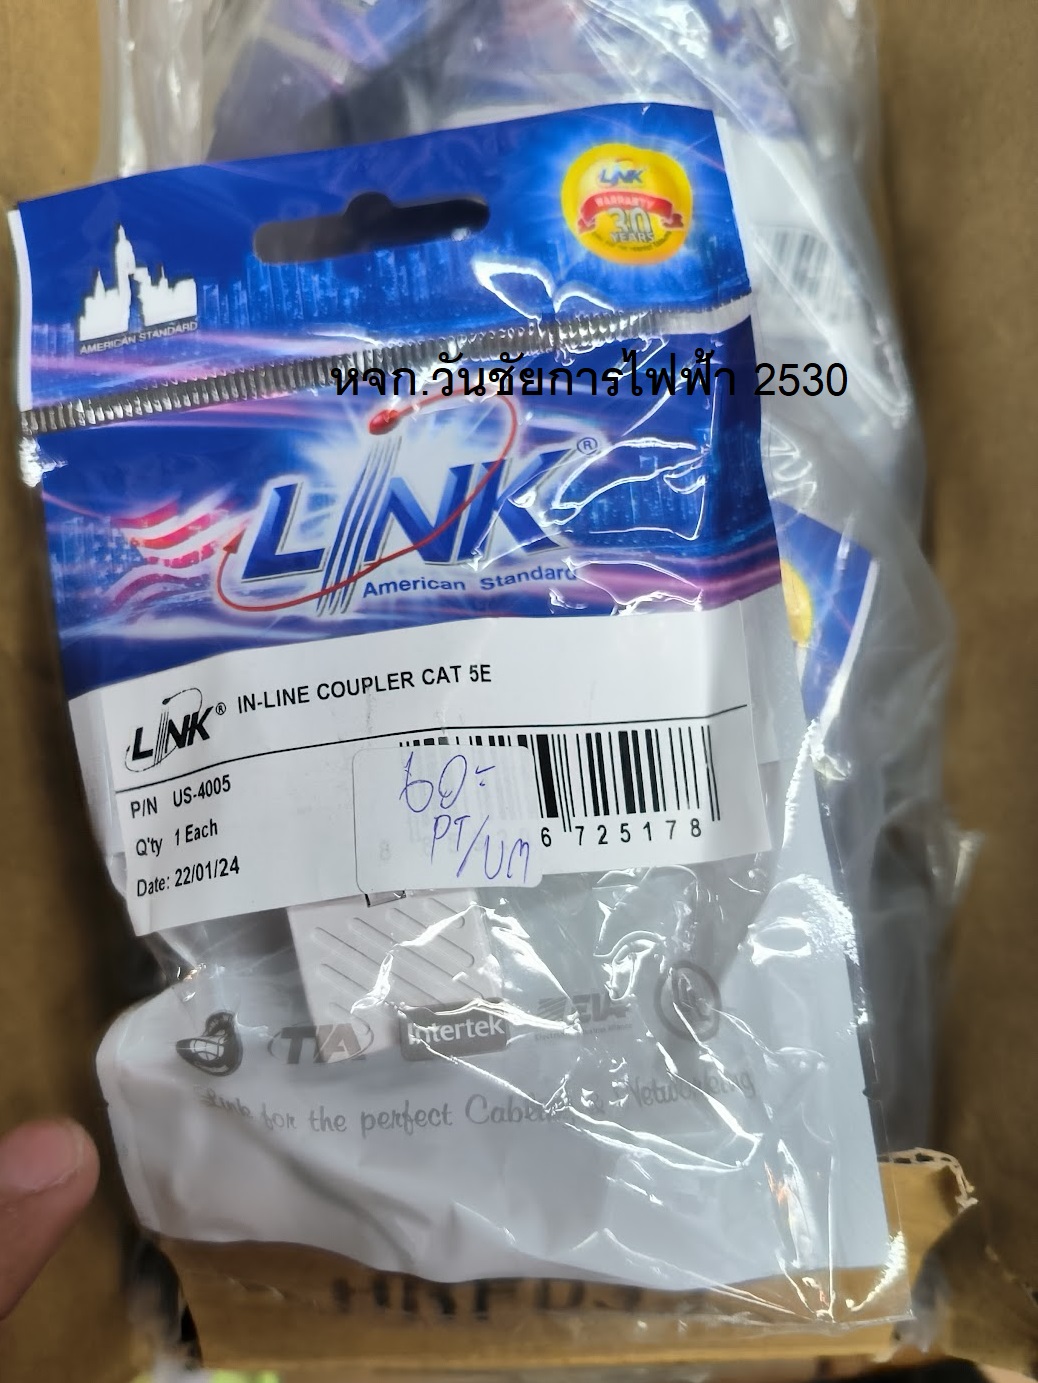 LINK
WARRANTY
30
YEARS
AMERICAN STANDARD
หจก.วันชัยการไฟฟ้า 2530
LINK®
American Standard
LINK® IN-LINE COUPLER CAT 5E
P/N US-4005
Q'ty 1 Each
Date: 22/01/24
60.-
PT/UM
6 725178
TIA
Intertek
EIA
Link for the perfect Networking